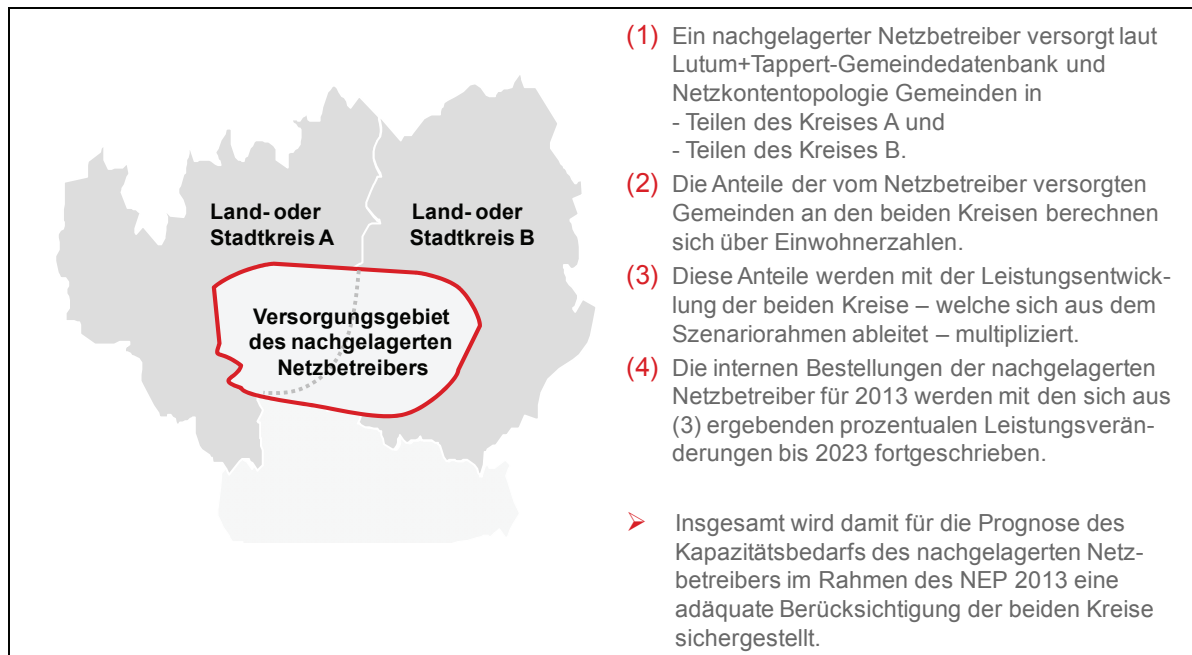 Land- oder
Stadtkreis A
Land- oder
Stadtkreis B
Versorgungsgebiet
des nachgelagerten
Netzbetreibers
(1) Ein nachgelagerter Netzbetreiber versorgt laut
Lutum+Tappert-Gemeindedatenbank und
Netzkontentopologie Gemeinden in
- Teilen des Kreises A und
- Teilen des Kreises B.
(2) Die Anteile der vom Netzbetreiber versorgten
Gemeinden an den beiden Kreisen berechnen
sich über Einwohnerzahlen.
(3) Diese Anteile werden mit der Leistungsentwick-
lung der beiden Kreise – welche sich aus dem
Szenariorahmen ableitet – multipliziert.
(4) Die internen Bestellungen der nachgelagerten
Netzbetreiber für 2013 werden mit den sich aus
(3) ergebenden prozentualen Leistungsverän-
derungen bis 2023 fortgeschrieben.
➢ Insgesamt wird damit für die Prognose des
Kapazitätsbedarfs des nachgelagerten Netz-
betreibers im Rahmen des NEP 2013 eine
adäquate Berücksichtigung der beiden Kreise
sichergestellt.